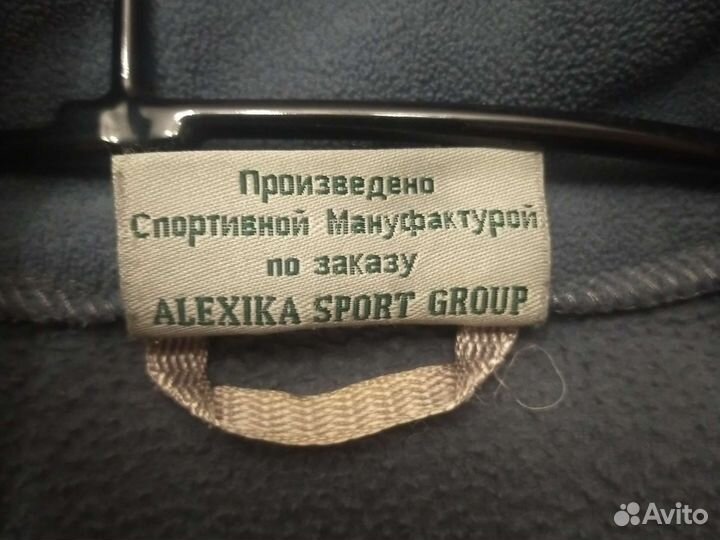 Произведено
Спортивной Мануфактурой
по заказу
ALEXIKA SPORT GROUP
Avito